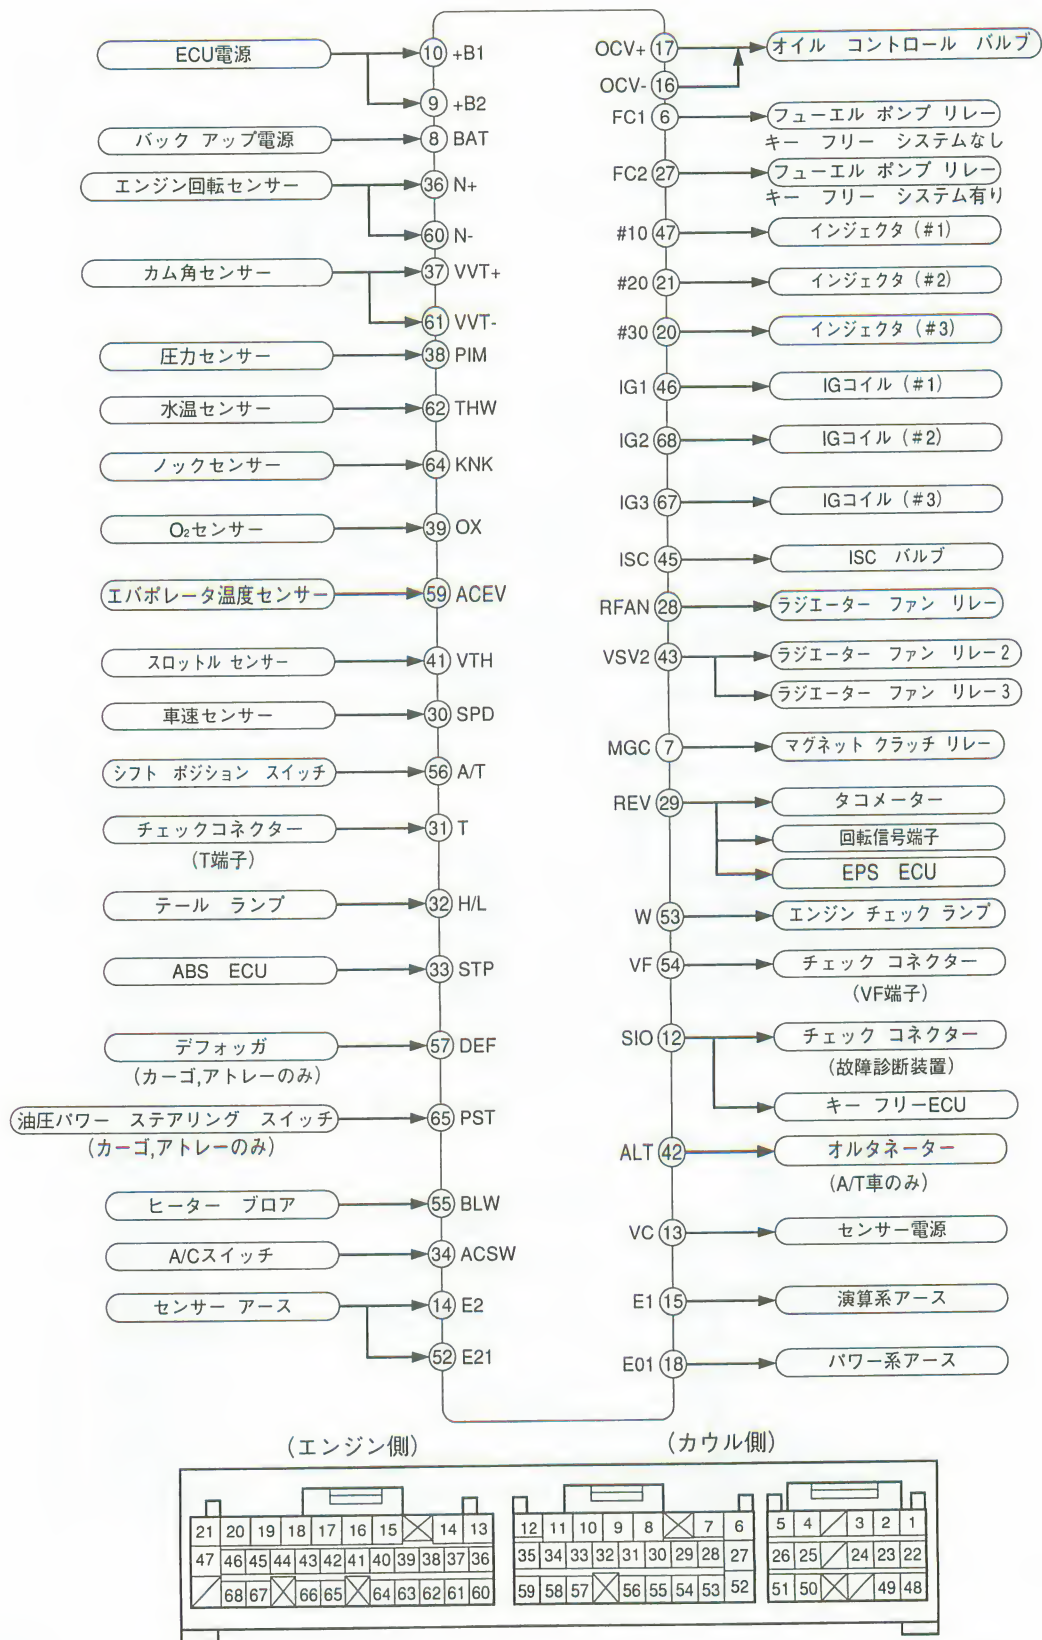 ECU電源 10 +B1
9 +B2
バック アップ電源 8 BAT
エンジン回転センサー 36 N+
60 N-
カム角センサー 37 VVT+
61 VVT-
圧力センサー 38 PIM
水温センサー 62 THW
ノックセンサー 64 KNK
O₂センサー 39 OX
エバポレータ温度センサー 59 ACEV
スロットル センサー 41 VTH
車速センサー 30 SPD
シフト ポジション スイッチ 56 A/T
チェックコネクター 31 T
(T端子)
テール ランプ 32 H/L
ABS ECU 33 STP
デフォッガ 57 DEF
(カーゴ,アトレーのみ)
油圧パワー ステアリング スイッチ 65 PST
(カーゴ,アトレーのみ)
ヒーター ブロア 55 BLW
A/Cスイッチ 34 ACSW
センサー アース 14 E2
52 E21
OCV+ 17 オイル コントロール バルブ
OCV- 16
FC1 6 フューエル ポンプ リレー
キー フリー システムなし
FC2 27 フューエル ポンプ リレー
キー フリー システム有り
#10 47 インジェクタ (#1)
#20 21 インジェクタ (#2)
#30 20 インジェクタ (#3)
IG1 46 IGコイル (#1)
IG2 68 IGコイル (#2)
IG3 67 IGコイル (#3)
ISC 45 ISC バルブ
RFAN 28 ラジエーター ファン リレー
VSV2 43 ラジエーター ファン リレー2
ラジエーター ファン リレー3
MGC 7 マグネット クラッチ リレー
REV 29 タコメーター
回転信号端子
EPS ECU
W 53 エンジン チェック ランプ
VF 54 チェック コネクター
(VF端子)
SIO 12 チェック コネクター
(故障診断装置)
キー フリーECU
ALT 42 オルタネーター
(A/T車のみ)
VC 13 センサー電源
E1 15 演算系アース
E01 18 パワー系アース
(エンジン側) (カウル側)
21 20 19 18 17 16 15 14 13
47 46 45 44 43 42 41 40 39 38 37 36
68 67 66 65 64 63 62 61 60
12 11 10 9 8 7 6
35 34 33 32 31 30 29 28 27
59 58 57 56 55 54 53 52
5 4 3 2 1
26 25 24 23 22
51 50 49 48